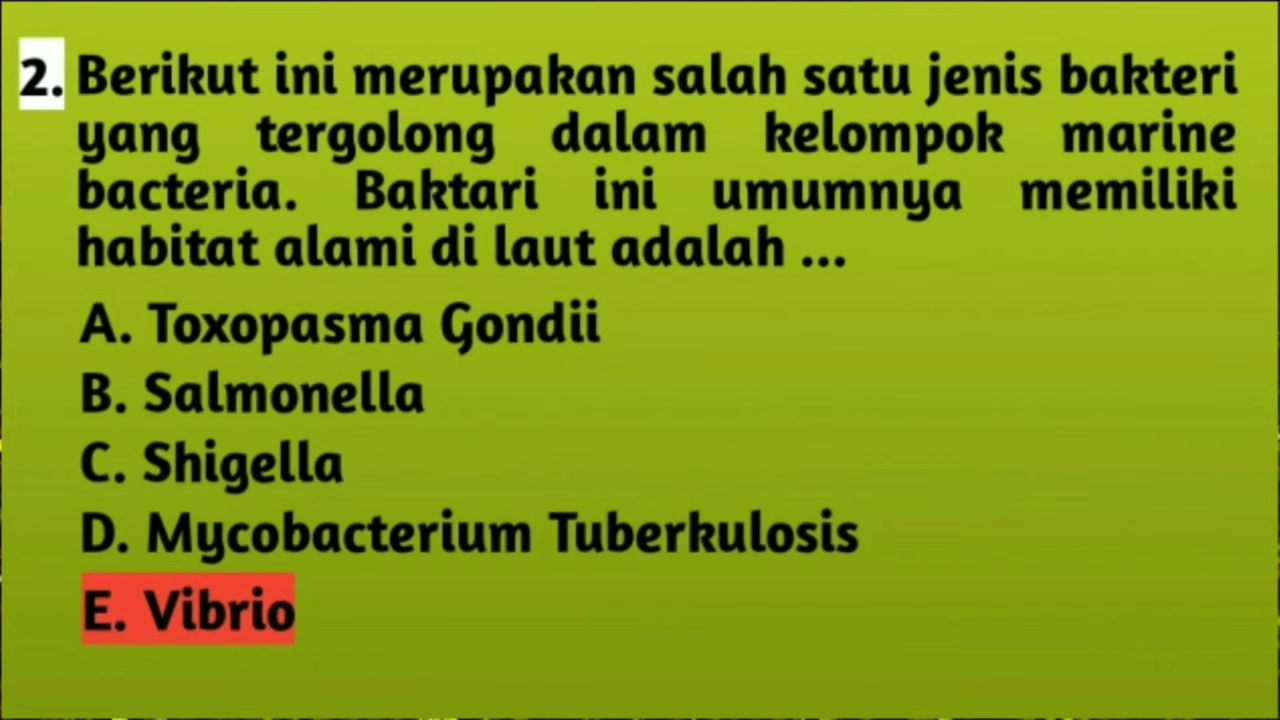 2. Berikut ini merupakan salah satu jenis bakteri
yang tergolong dalam kelompok marine
bacteria. Baktari ini umumnya memiliki
habitat alami di laut adalah ...
A. Toxopasma Gondii
B. Salmonella
C. Shigella
D. Mycobacterium Tuberkulosis
E. Vibrio